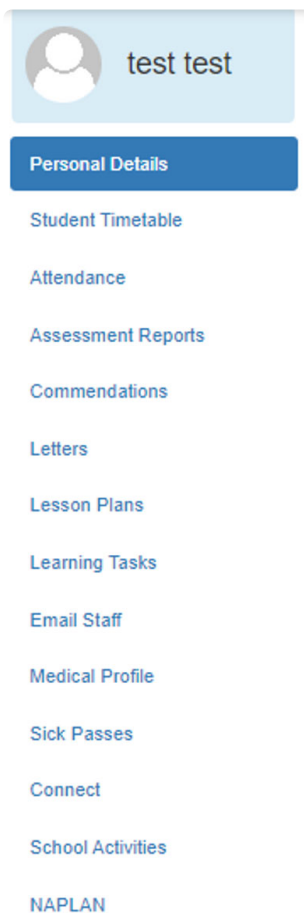 test test
Personal Details
Student Timetable
Attendance
Assessment Reports
Commendations
Letters
Lesson Plans
Learning Tasks
Email Staff
Medical Profile
Sick Passes
Connect
School Activities
NAPLAN